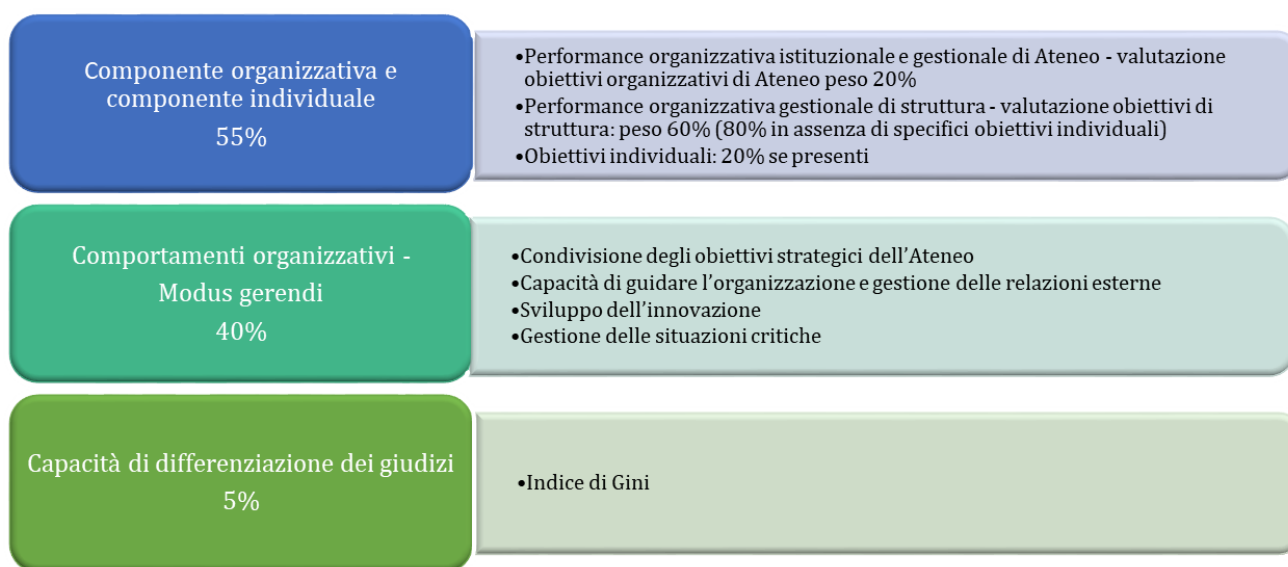 Componente organizzativa e
componente individuale
55%
•Performance organizzativa istituzionale e gestionale di Ateneo - valutazione
obiettivi organizzativi di Ateneo peso 20%
•Performance organizzativa gestionale di struttura - valutazione obiettivi di
struttura: peso 60% (80% in assenza di specifici obiettivi individuali)
•Obiettivi individuali: 20% se presenti
Comportamenti organizzativi -
Modus gerendi
40%
•Condivisione degli obiettivi strategici dell'Ateneo
•Capacità di guidare l'organizzazione e gestione delle relazioni esterne
•Sviluppo dell'innovazione
•Gestione delle situazioni critiche
Capacità di differenziazione dei giudizi
5%
•Indice di Gini